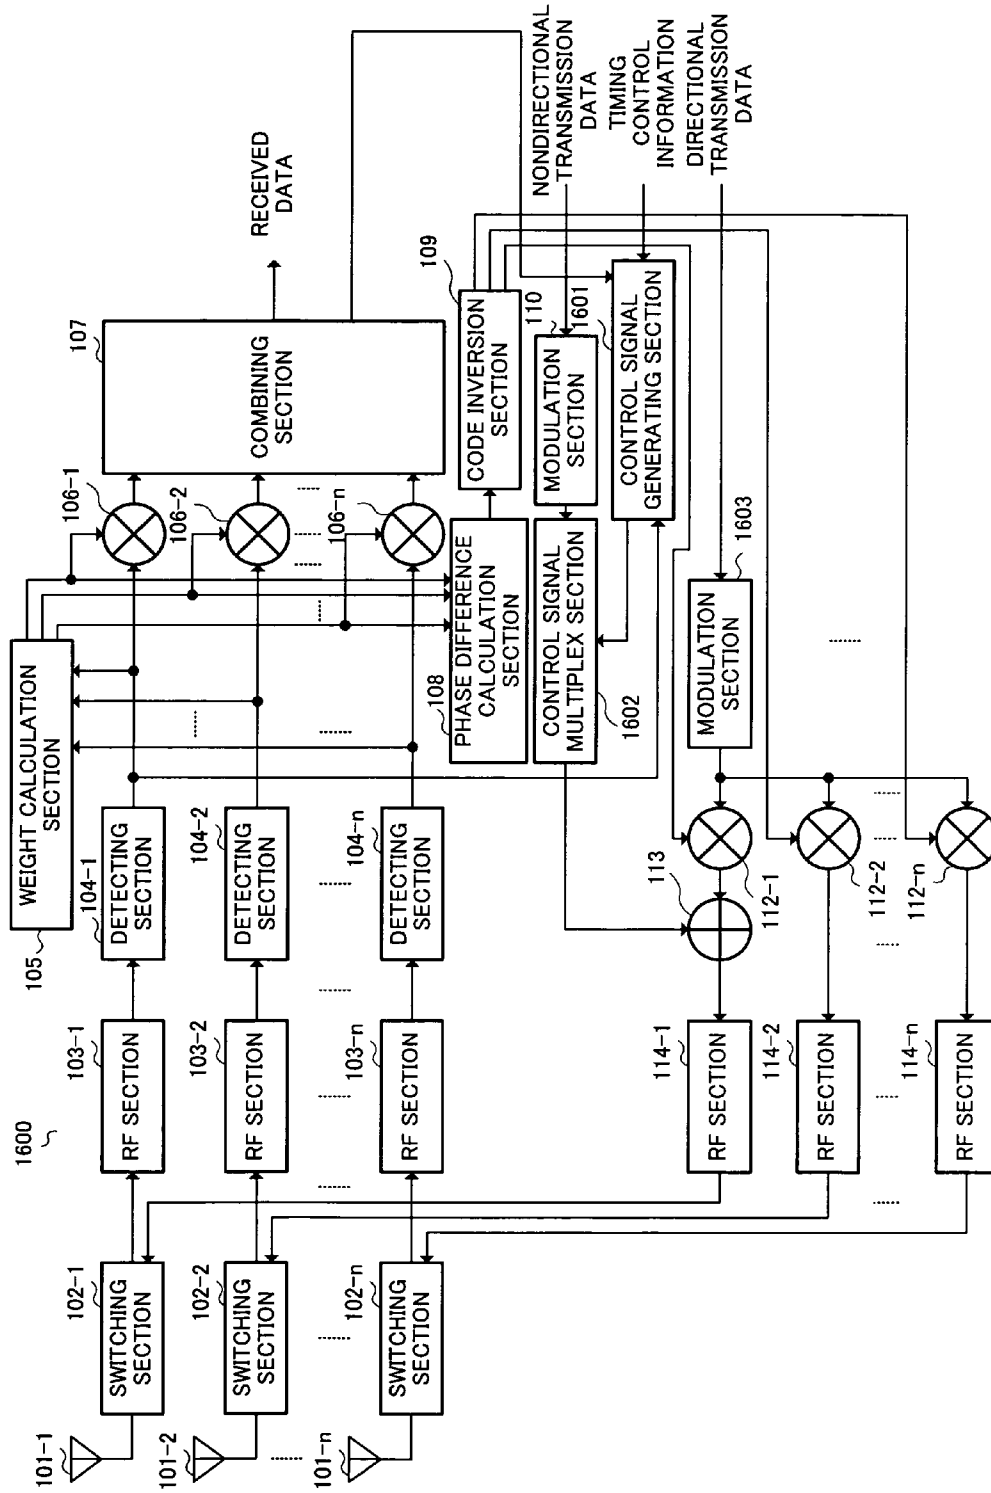 1600
105
WEIGHT CALCULATION
SECTION
101-1
102-1
SWITCHING
SECTION
103-1
RF SECTION
104-1
DETECTING
SECTION
106-1
107
COMBINING
SECTION
RECEIVED
DATA
101-2
102-2
SWITCHING
SECTION
103-2
RF SECTION
104-2
DETECTING
SECTION
106-2
101-n
102-n
SWITCHING
SECTION
103-n
RF SECTION
104-n
DETECTING
SECTION
106-n
108
PHASE DIFFERENCE
CALCULATION
SECTION
109
CODE INVERSION
SECTION
NONDIRECTIONAL
TRANSMISSION
DATA
110
MODULATION
SECTION
CONTROL SIGNAL
MULTIPLEX SECTION
1602
TIMING
CONTROL
INFORMATION
1601
CONTROL SIGNAL
GENERATING SECTION
DIRECTIONAL
TRANSMISSION
DATA
1603
MODULATION
SECTION
113
112-1
114-1
RF SECTION
112-2
114-2
RF SECTION
112-n
114-n
RF SECTION